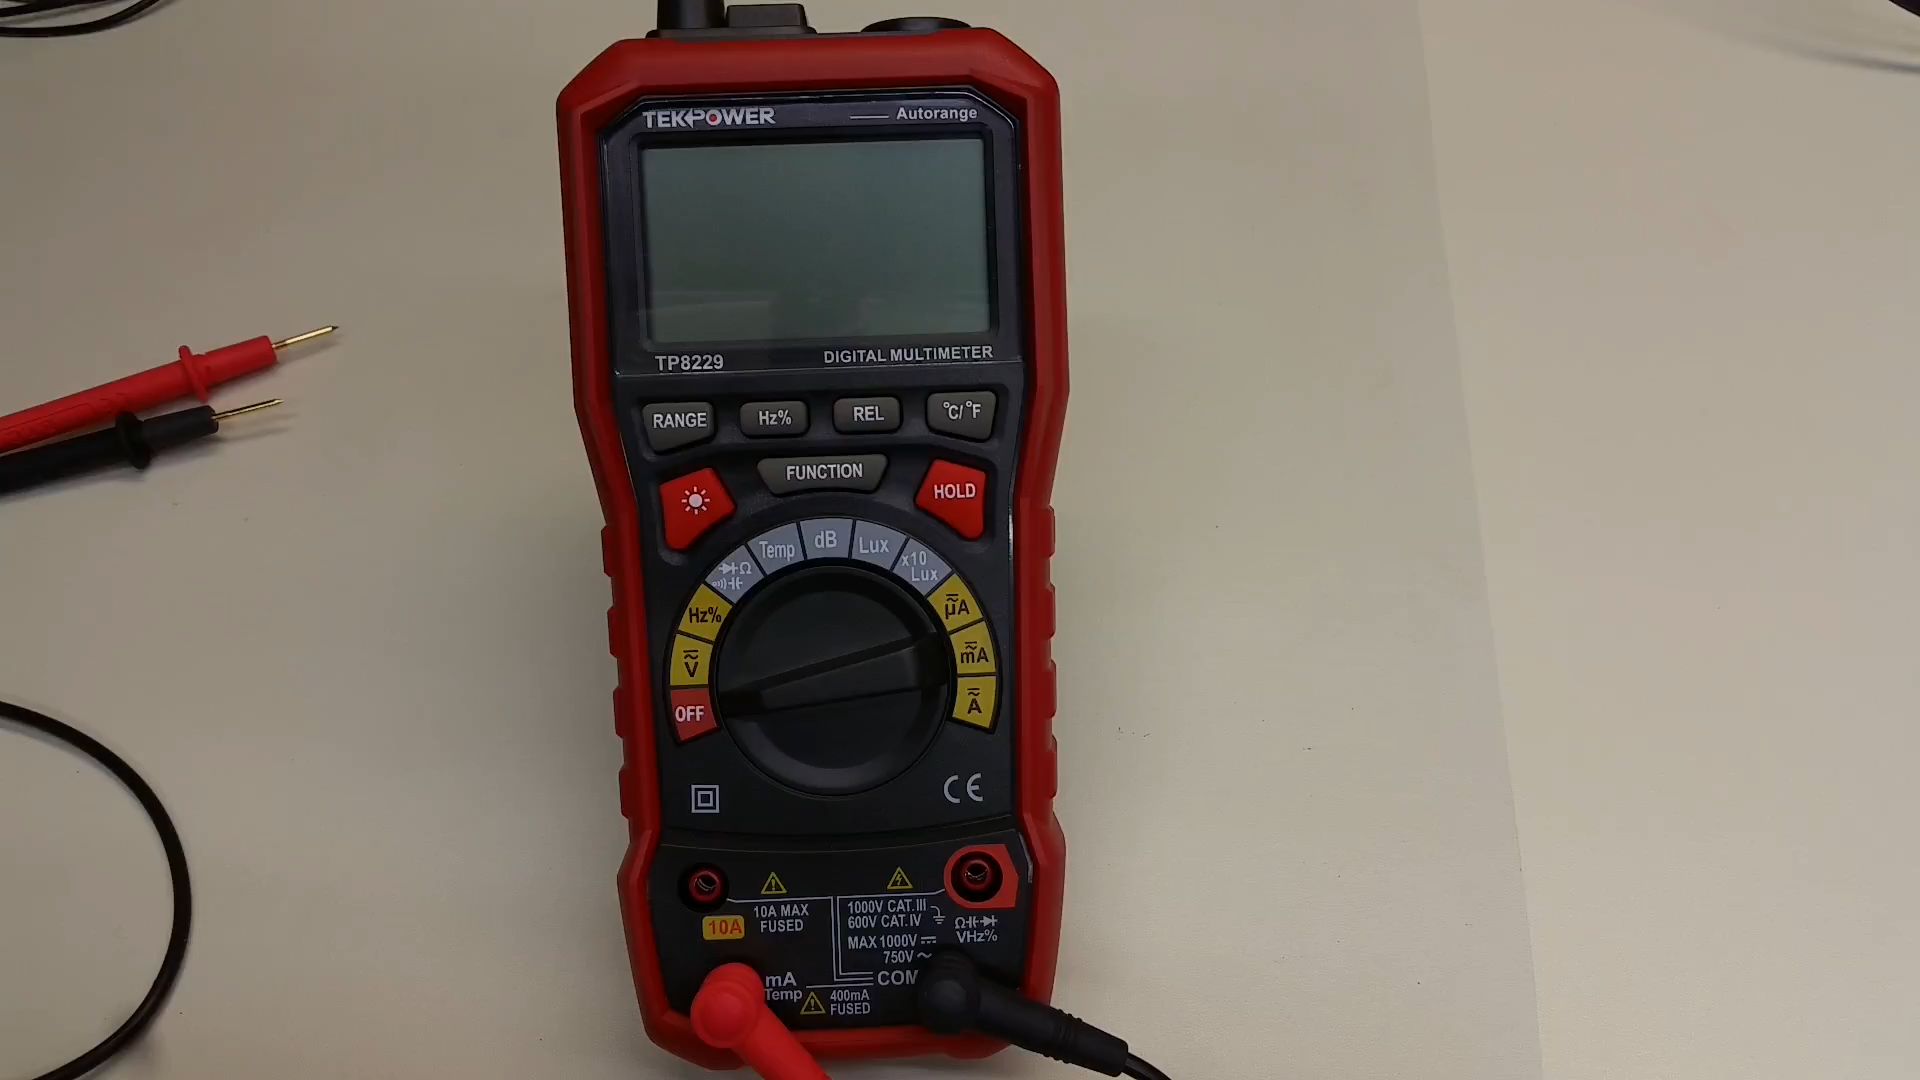 TEKPOWER
Autorange
TP8229
DIGITAL MULTIMETER
RANGE
Hz%
REL
°C/°F
FUNCTION
HOLD
Temp
dB
Lux
x10
Lux
Ω
Hz%
V
OFF
µA
mA
A
CE
10A
10A MAX
FUSED
1000V CAT.III
600V CAT.IV
MAX 1000V
750V ~
Ω
VHz%
COM
mA
Temp
400mA
FUSED